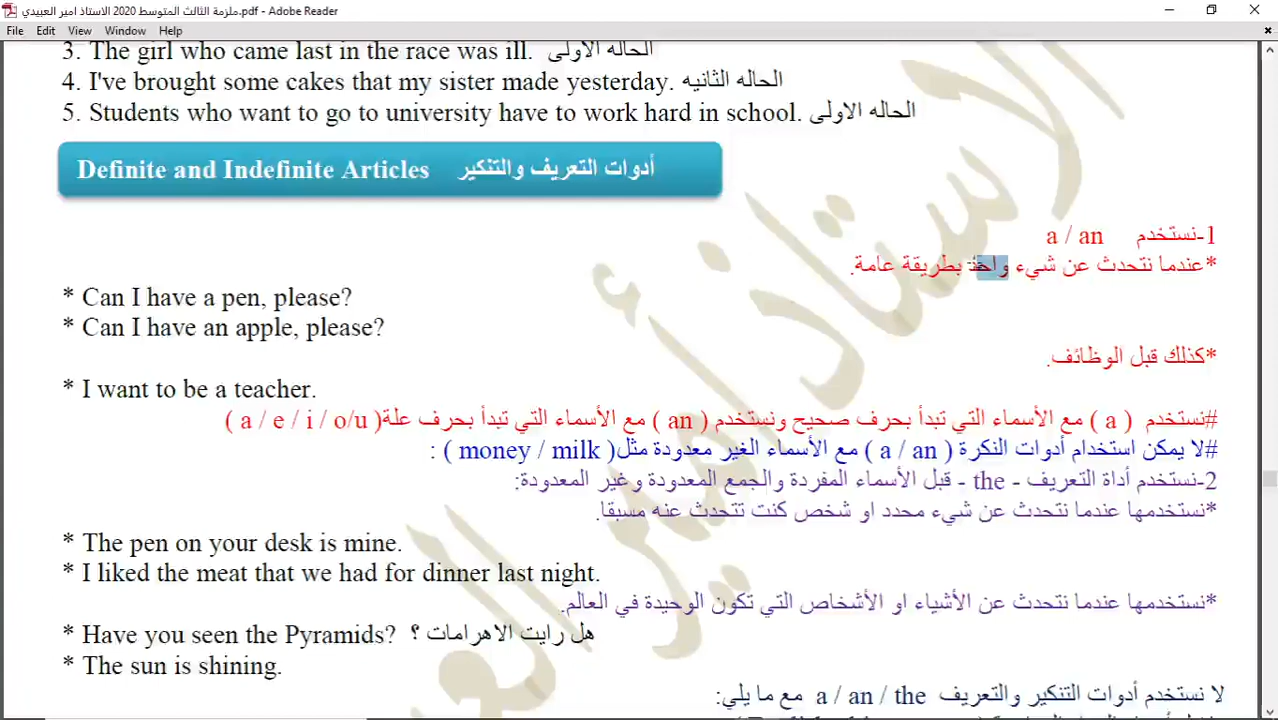 ملزمة الثالث المتوسط 2020 الاستاذ امير العبيدي.pdf - Adobe Reader
File Edit View Window Help
3. The girl who came last in the race was ill. الحاله الاولى
4. I've brought some cakes that my sister made yesterday. الحاله الثانيه
5. Students who want to go to university have to work hard in school. الحاله الاولى
Definite and Indefinite Articles أدوات التعريف والتنكير
1-نستخدم a / an
*عندما نتحدث عن شيء واحد بطريقة عامة.
* Can I have a pen, please?
* Can I have an apple, please?
*كذلك قبل الوظائف.
* I want to be a teacher.
#نستخدم ( a ) مع الأسماء التي تبدأ بحرف صحيح ونستخدم ( an ) مع الأسماء التي تبدأ بحرف علة( a / e / i / o/u )
#لا يمكن استخدام أدوات النكرة ( a / an ) مع الأسماء الغير معدودة مثل( money / milk ) :
2-نستخدم أداة التعريف - the - قبل الأسماء المفردة والجمع المعدودة وغير المعدودة:
*نستخدمها عندما نتحدث عن شيء محدد او شخص كنت تتحدث عنه مسبقا.
* The pen on your desk is mine.
* I liked the meat that we had for dinner last night.
*نستخدمها عندما نتحدث عن الأشياء او الأشخاص التي تكون الوحيدة في العالم.
* Have you seen the Pyramids? هل رايت الاهرامات ؟
* The sun is shining.
لا نستخدم أدوات التنكير والتعريف a / an / the مع ما يلي: